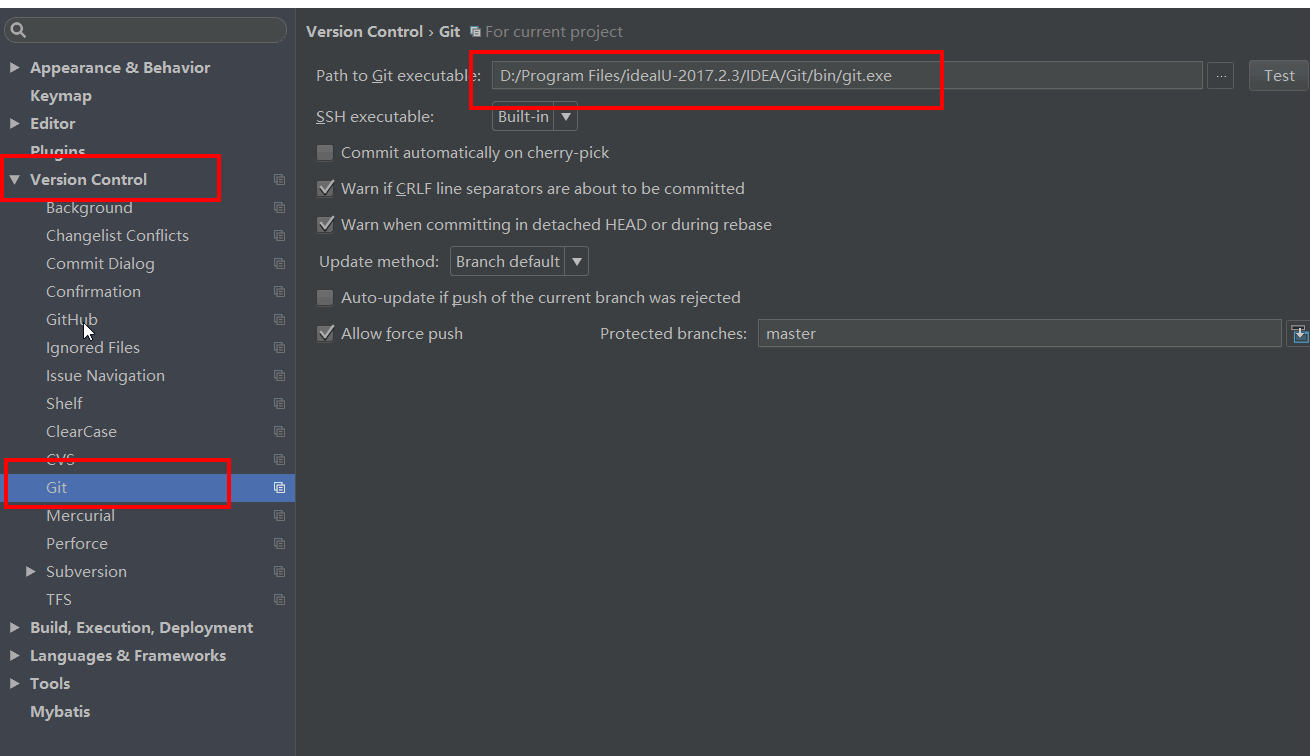 Version Control › Git For current project
Appearance & Behavior
Keymap
Editor
Plugins
Version Control
Background
Changelist Conflicts
Commit Dialog
Confirmation
GitHub
Ignored Files
Issue Navigation
Shelf
ClearCase
CVS
Git
Mercurial
Perforce
Subversion
TFS
Build, Execution, Deployment
Languages & Frameworks
Tools
Mybatis
Path to Git executable: D:/Program Files/ideaIU-2017.2.3/IDEA/Git/bin/git.exe ... Test
SSH executable: Built-in
Commit automatically on cherry-pick
Warn if CRLF line separators are about to be committed
Warn when committing in detached HEAD or during rebase
Update method: Branch default
Auto-update if push of the current branch was rejected
Allow force push Protected branches: master